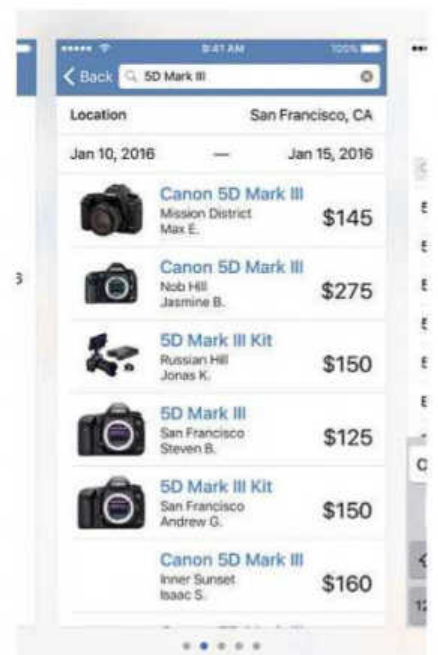 9:41 AM 100%
Back 5D Mark III
Location San Francisco, CA
Jan 10, 2016 — Jan 15, 2016
Canon 5D Mark III
Mission District
Max E.
$145
Canon 5D Mark III
Nob Hill
Jasmine B.
$275
5D Mark III Kit
Russian Hill
Jonas K.
$150
5D Mark III
San Francisco
Steven B.
$125
5D Mark III Kit
San Francisco
Andrew G.
$150
Canon 5D Mark III
Inner Sunset
Isaac S.
$160